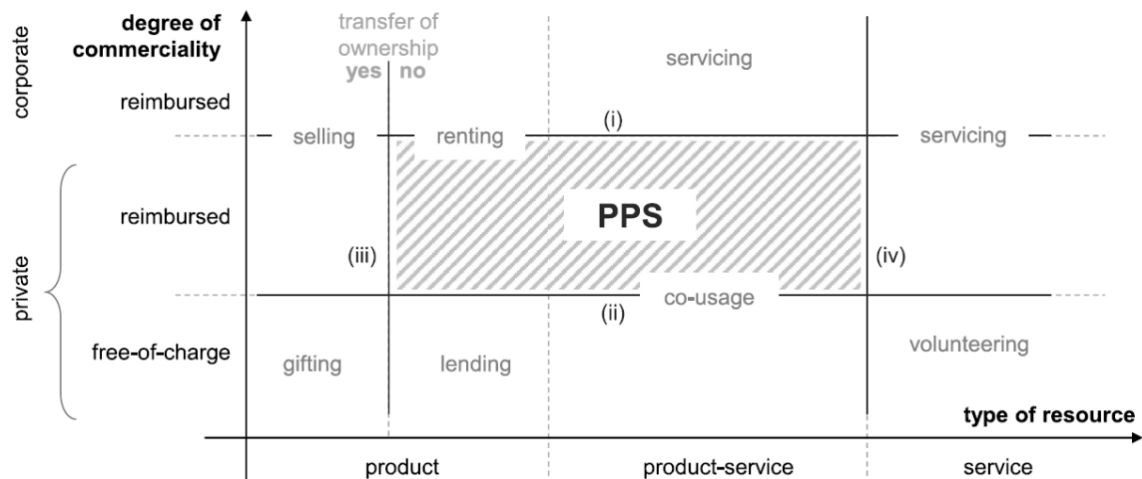 degree of
commerciality
transfer of
ownership
yes no
corporate
reimbursed
servicing
selling
renting
(i)
servicing
private
reimbursed
PPS
(iii)
(iv)
co-usage
(ii)
free-of-charge
gifting
lending
volunteering
type of resource
product
product-service
service